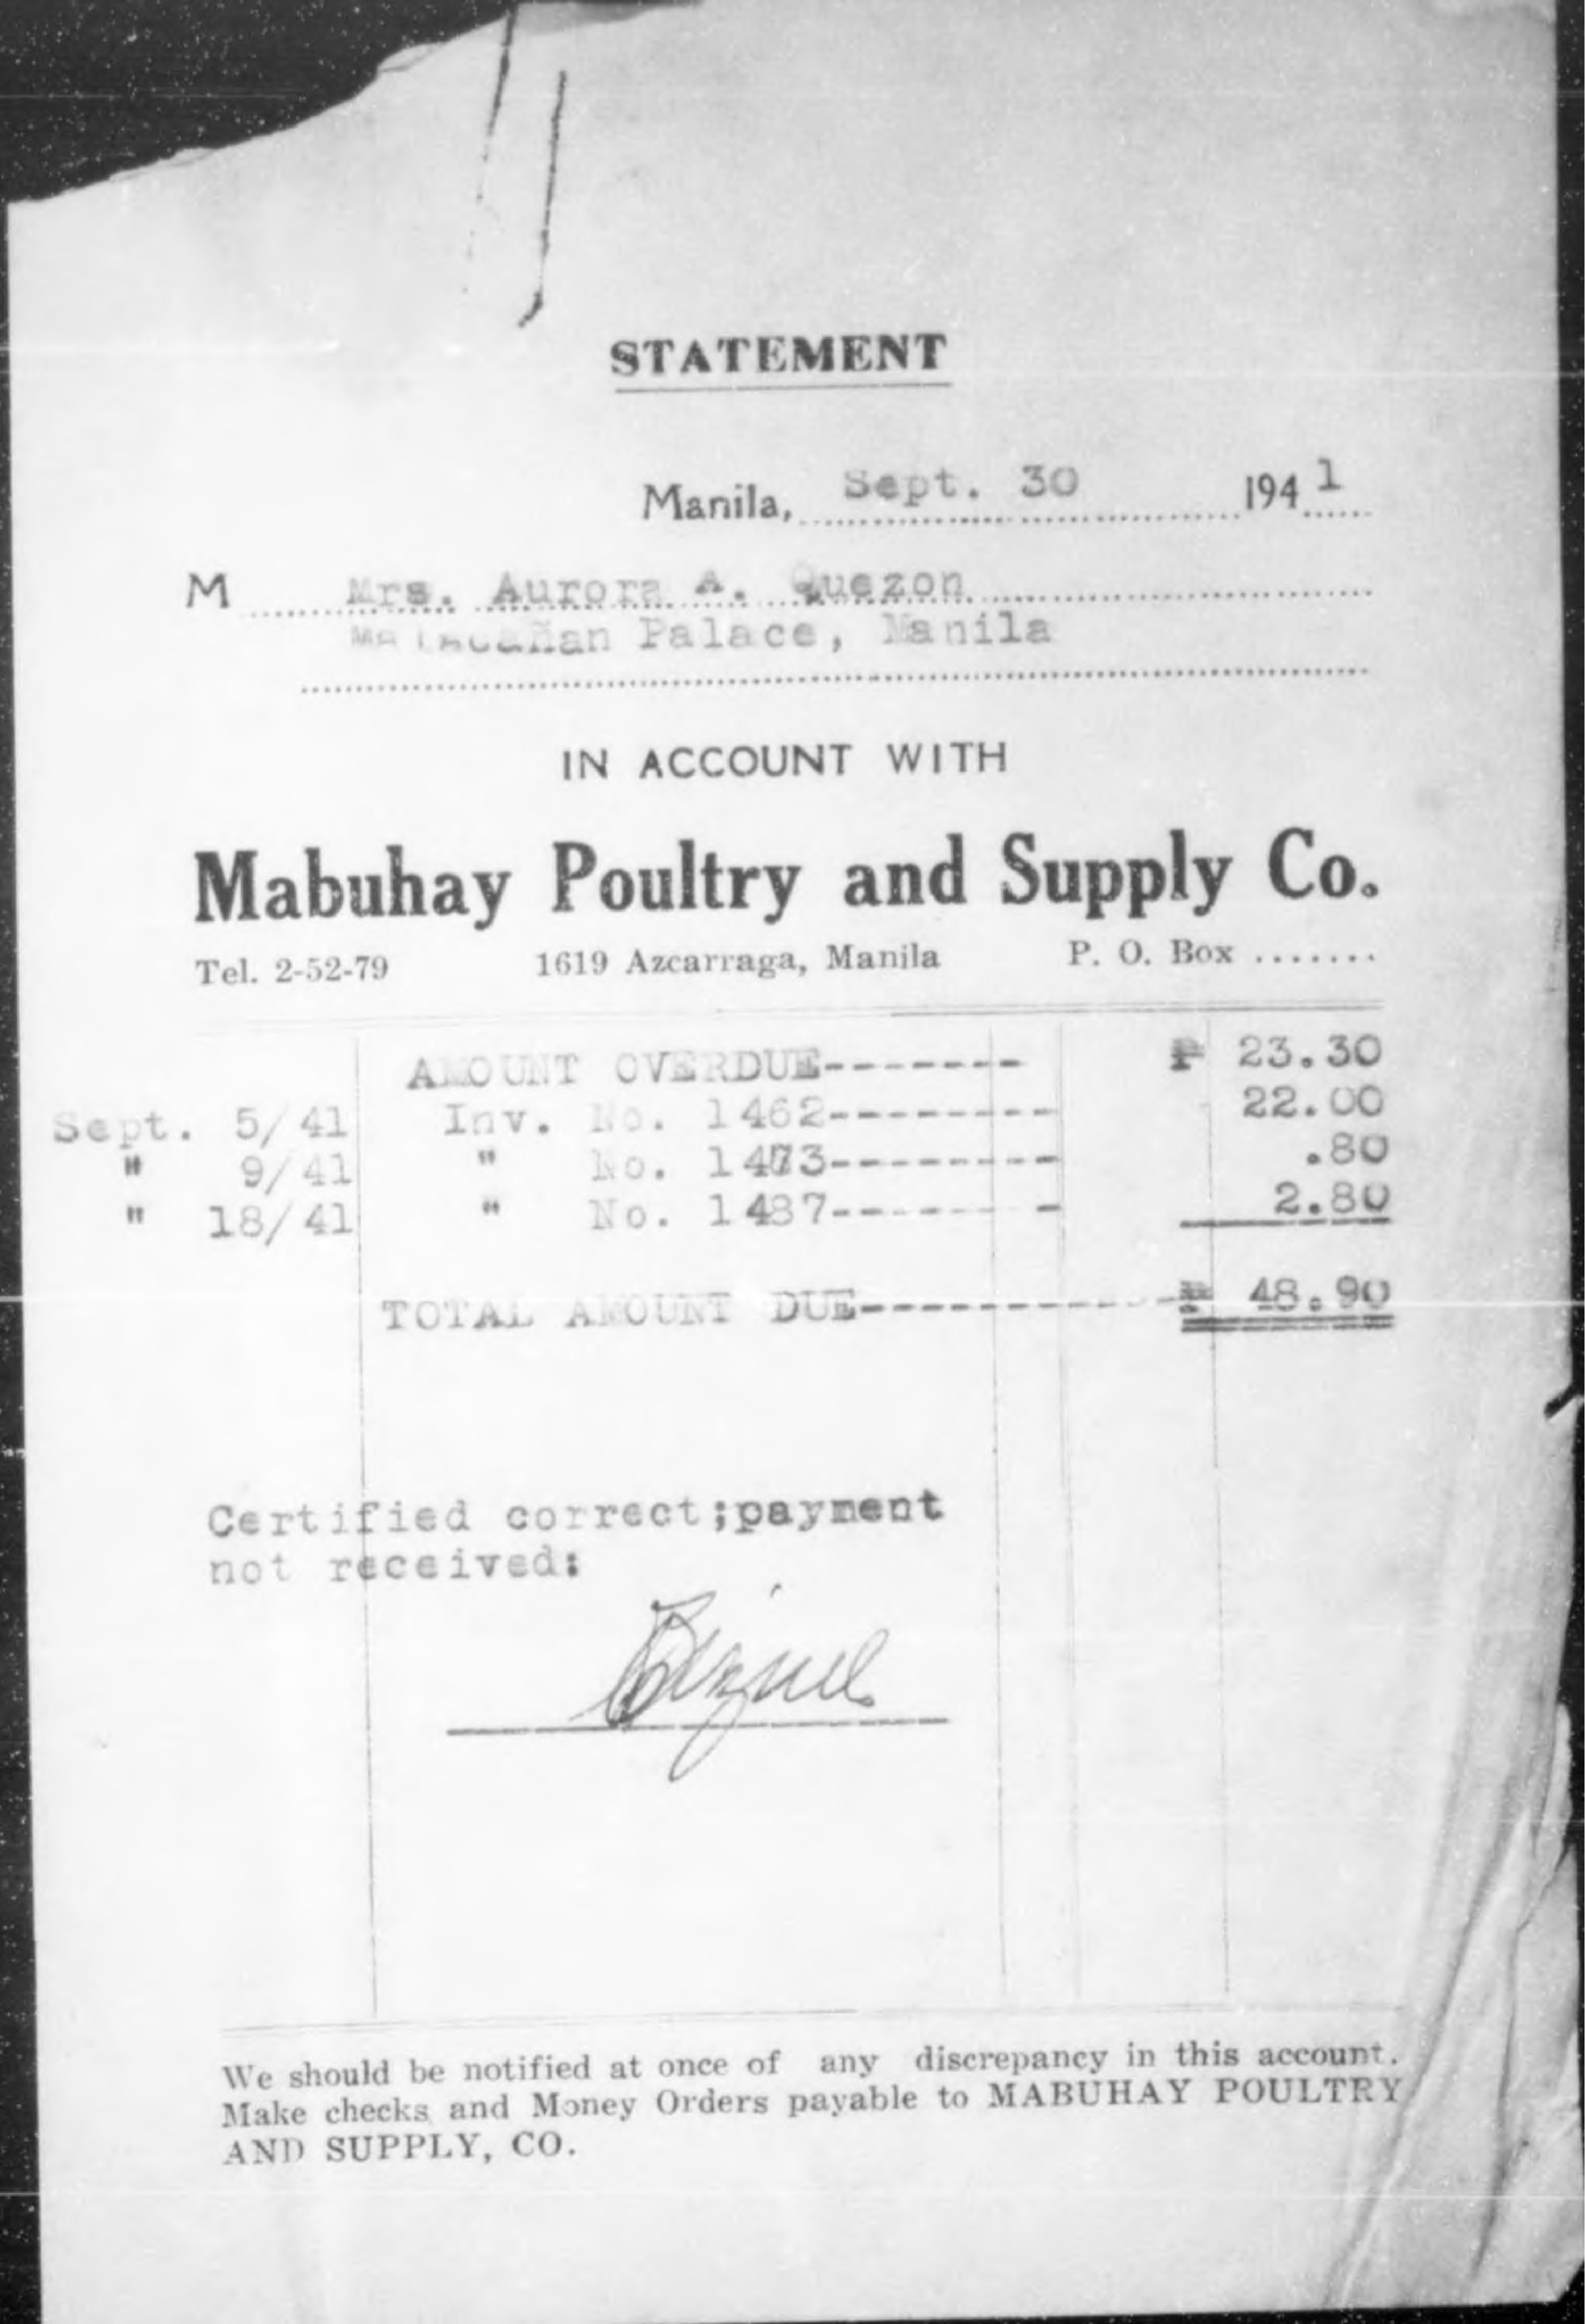 STATEMENT
Manila, Sept. 30 1941
M Mrs. Aurora A. Quezon
Malacañan Palace, Manila
IN ACCOUNT WITH
Mabuhay Poultry and Supply Co.
Tel. 2-52-79 1619 Azcarraga, Manila P. O. Box .......
AMOUNT OVERDUE-------- ₱ 23.30
Sept. 5/41 Inv. No. 1462--------- 22.00
" 9/41 " No. 1473--------- .80
" 18/41 " No. 1487--------- 2.80
TOTAL AMOUNT DUE------------₱ 48.90
Certified correct;payment
not received:
We should be notified at once of any discrepancy in this account.
Make checks and Money Orders payable to MABUHAY POULTRY
AND SUPPLY, CO.